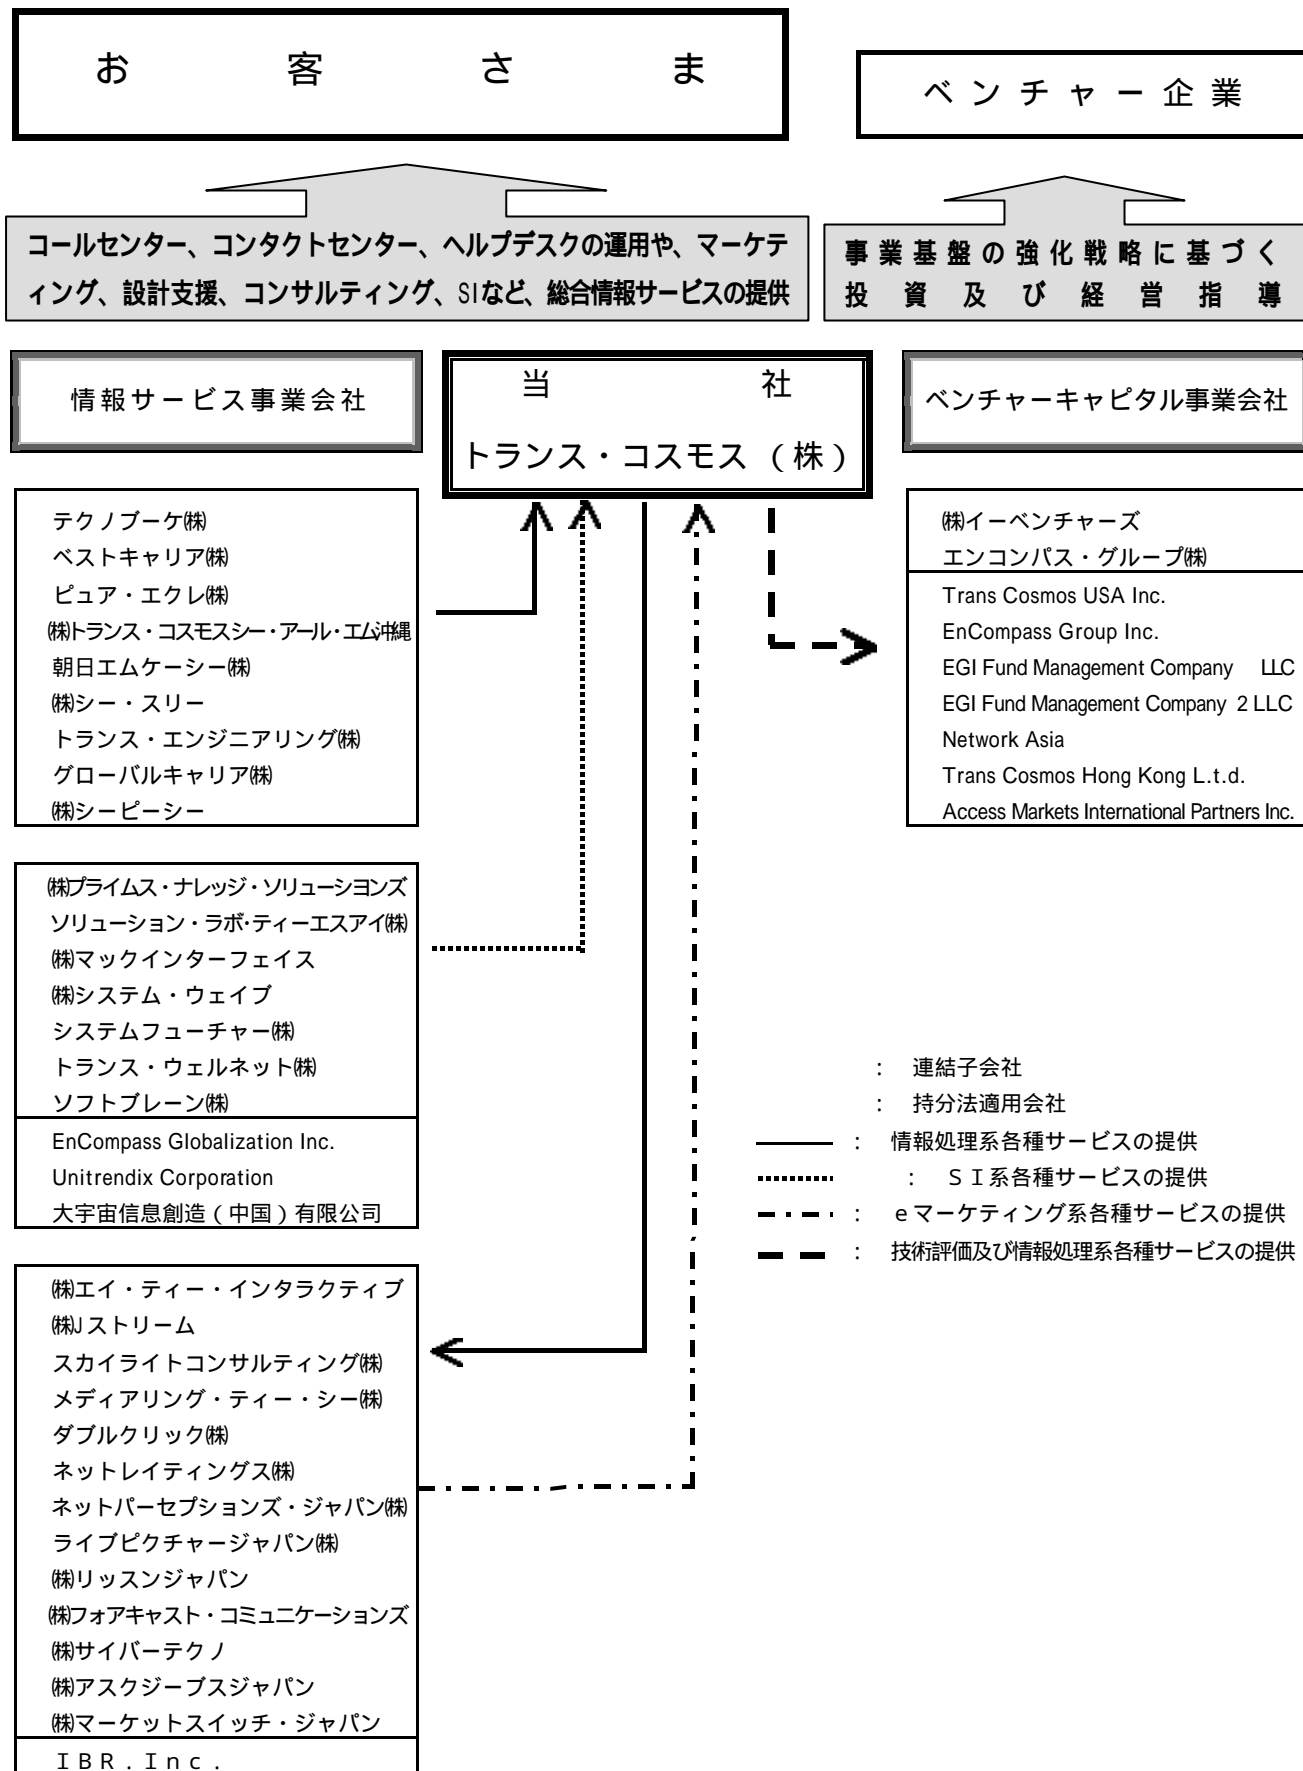 お客さま
ベンチャー企業
コールセンター、コンタクトセンター、ヘルプデスクの運用や、マーケテ
ィング、設計支援、コンサルティング、SIなど、総合情報サービスの提供
事業基盤の強化戦略に基づく
投資及び経営指導
情報サービス事業会社
当社
トランス・コスモス（株）
ベンチャーキャピタル事業会社
テクノブーケ㈱
ベストキャリア㈱
ピュア・エクレ㈱
㈱トランス・コスモスシー・アール・エム沖縄
朝日エムケーシー㈱
㈱シー・スリー
トランス・エンジニアリング㈱
グローバルキャリア㈱
㈱シーピーシー
㈱イーベンチャーズ
エンコンパス・グループ㈱
Trans Cosmos USA Inc.
EnCompass Group Inc.
EGI Fund Management Company LLC
EGI Fund Management Company 2 LLC
Network Asia
Trans Cosmos Hong Kong L.t.d.
Access Markets International Partners Inc.
㈱プライムス・ナレッジ・ソリューションズ
ソリューション・ラボ・ティーエスアイ㈱
㈱マックインターフェイス
㈱システム・ウェイブ
システムフューチャー㈱
トランス・ウェルネット㈱
ソフトブレーン㈱
EnCompass Globalization Inc.
Unitrendix Corporation
大宇宙信息創造（中国）有限公司
： 連結子会社
： 持分法適用会社
： 情報処理系各種サービスの提供
： ＳＩ系各種サービスの提供
： ｅマーケティング系各種サービスの提供
： 技術評価及び情報処理系各種サービスの提供
㈱エイ・ティー・インタラクティブ
㈱Jストリーム
スカイライトコンサルティング㈱
メディアリング・ティー・シー㈱
ダブルクリック㈱
ネットレイティングス㈱
ネットパーセプションズ・ジャパン㈱
ライブピクチャージャパン㈱
㈱リッスンジャパン
㈱フォアキャスト・コミュニケーションズ
㈱サイバーテクノ
㈱アスクジーブスジャパン
㈱マーケットスイッチ・ジャパン
ＩＢＲ．Ｉｎｃ．